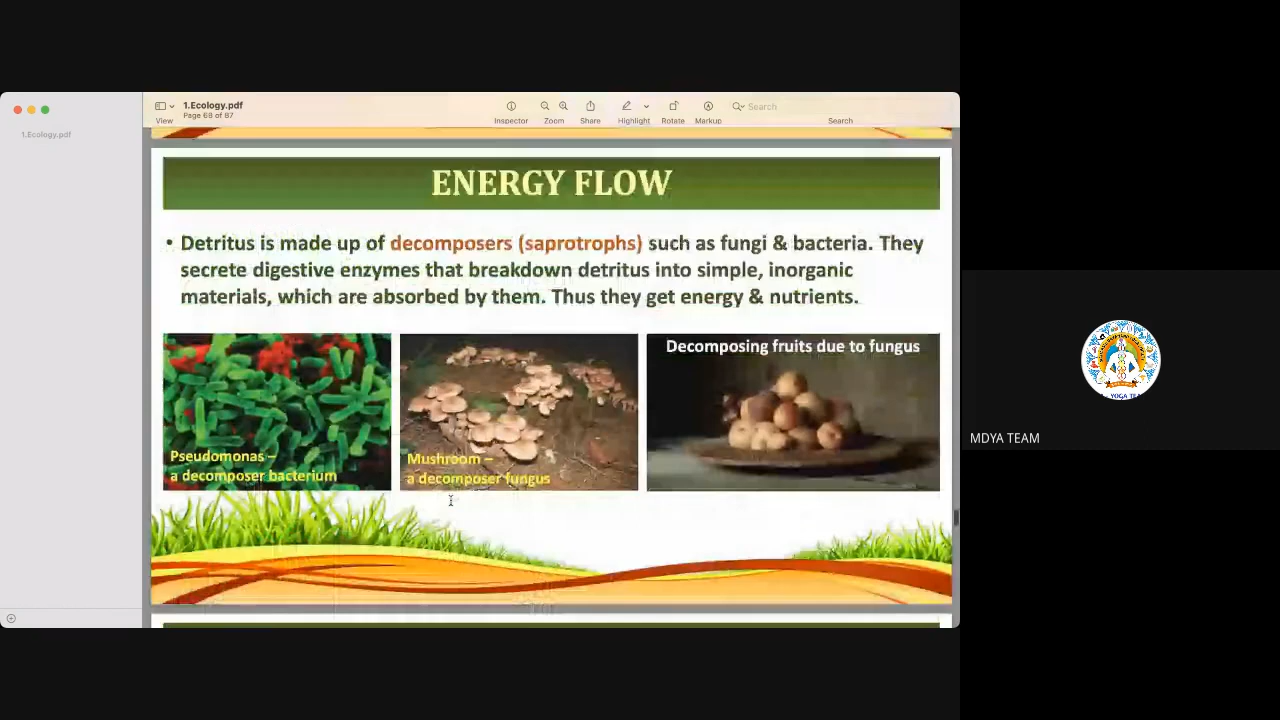 1.Ecology.pdf
Page 68 of 87
View
Inspector
Zoom
Share
Highlight
Rotate
Markup
Search
Search
1.Ecology.pdf
ENERGY FLOW
• Detritus is made up of decomposers (saprotrophs) such as fungi & bacteria. They
secrete digestive enzymes that breakdown detritus into simple, inorganic
materials, which are absorbed by them. Thus they get energy & nutrients.
Pseudomonas –
a decomposer bacterium
Mushroom –
a decomposer fungus
Decomposing fruits due to fungus
MDYA TEAM